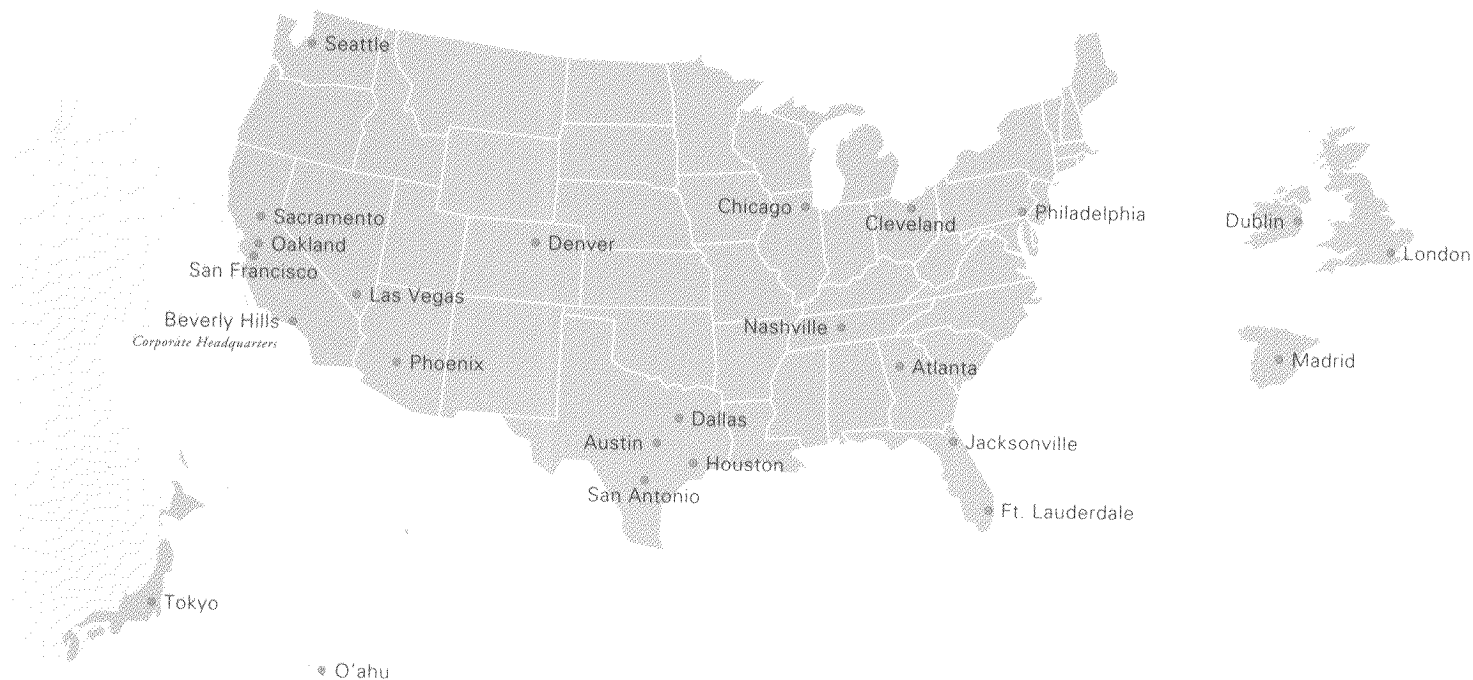 Seattle
Chicago
Cleveland
Philadelphia
Sacramento
Oakland
San Francisco
Denver
Dublin
London
Las Vegas
Beverly Hills
Corporate Headquarters
Nashville
Phoenix
Atlanta
Madrid
Dallas
Austin
Houston
San Antonio
Jacksonville
Ft. Lauderdale
Tokyo
O'ahu